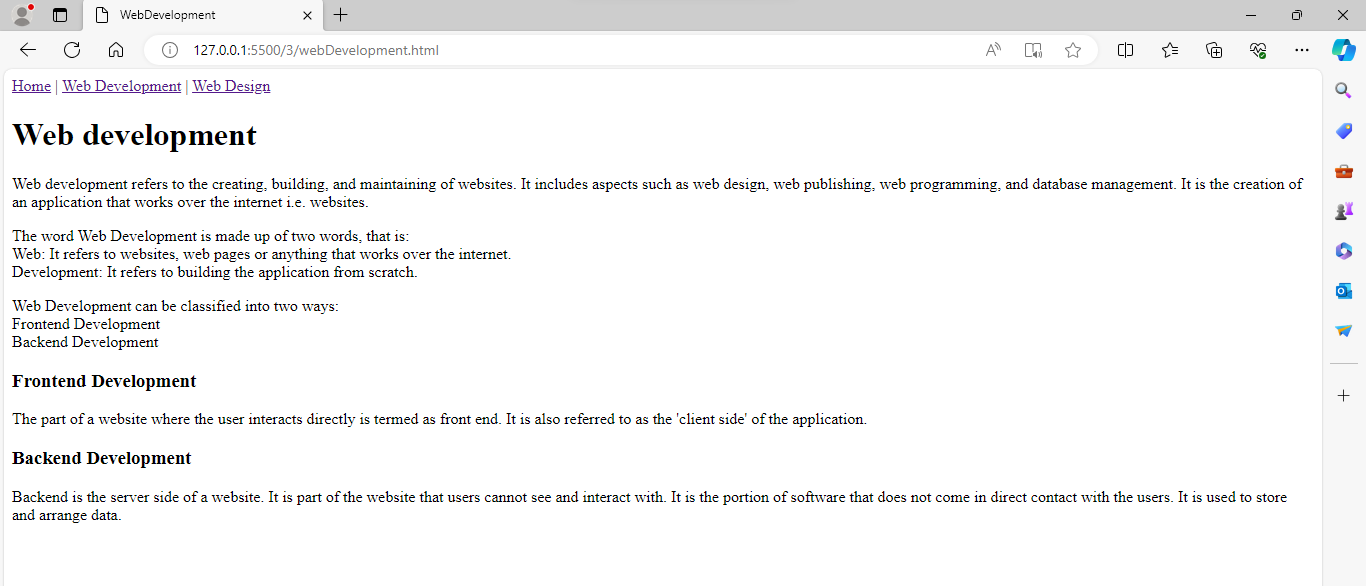 WebDevelopment
127.0.0.1:5500/3/webDevelopment.html
Home | Web Development | Web Design
Web development
Web development refers to the creating, building, and maintaining of websites. It includes aspects such as web design, web publishing, web programming, and database management. It is the creation of
an application that works over the internet i.e. websites.
The word Web Development is made up of two words, that is:
Web: It refers to websites, web pages or anything that works over the internet.
Development: It refers to building the application from scratch.
Web Development can be classified into two ways:
Frontend Development
Backend Development
Frontend Development
The part of a website where the user interacts directly is termed as front end. It is also referred to as the 'client side' of the application.
Backend Development
Backend is the server side of a website. It is part of the website that users cannot see and interact with. It is the portion of software that does not come in direct contact with the users. It is used to store
and arrange data.